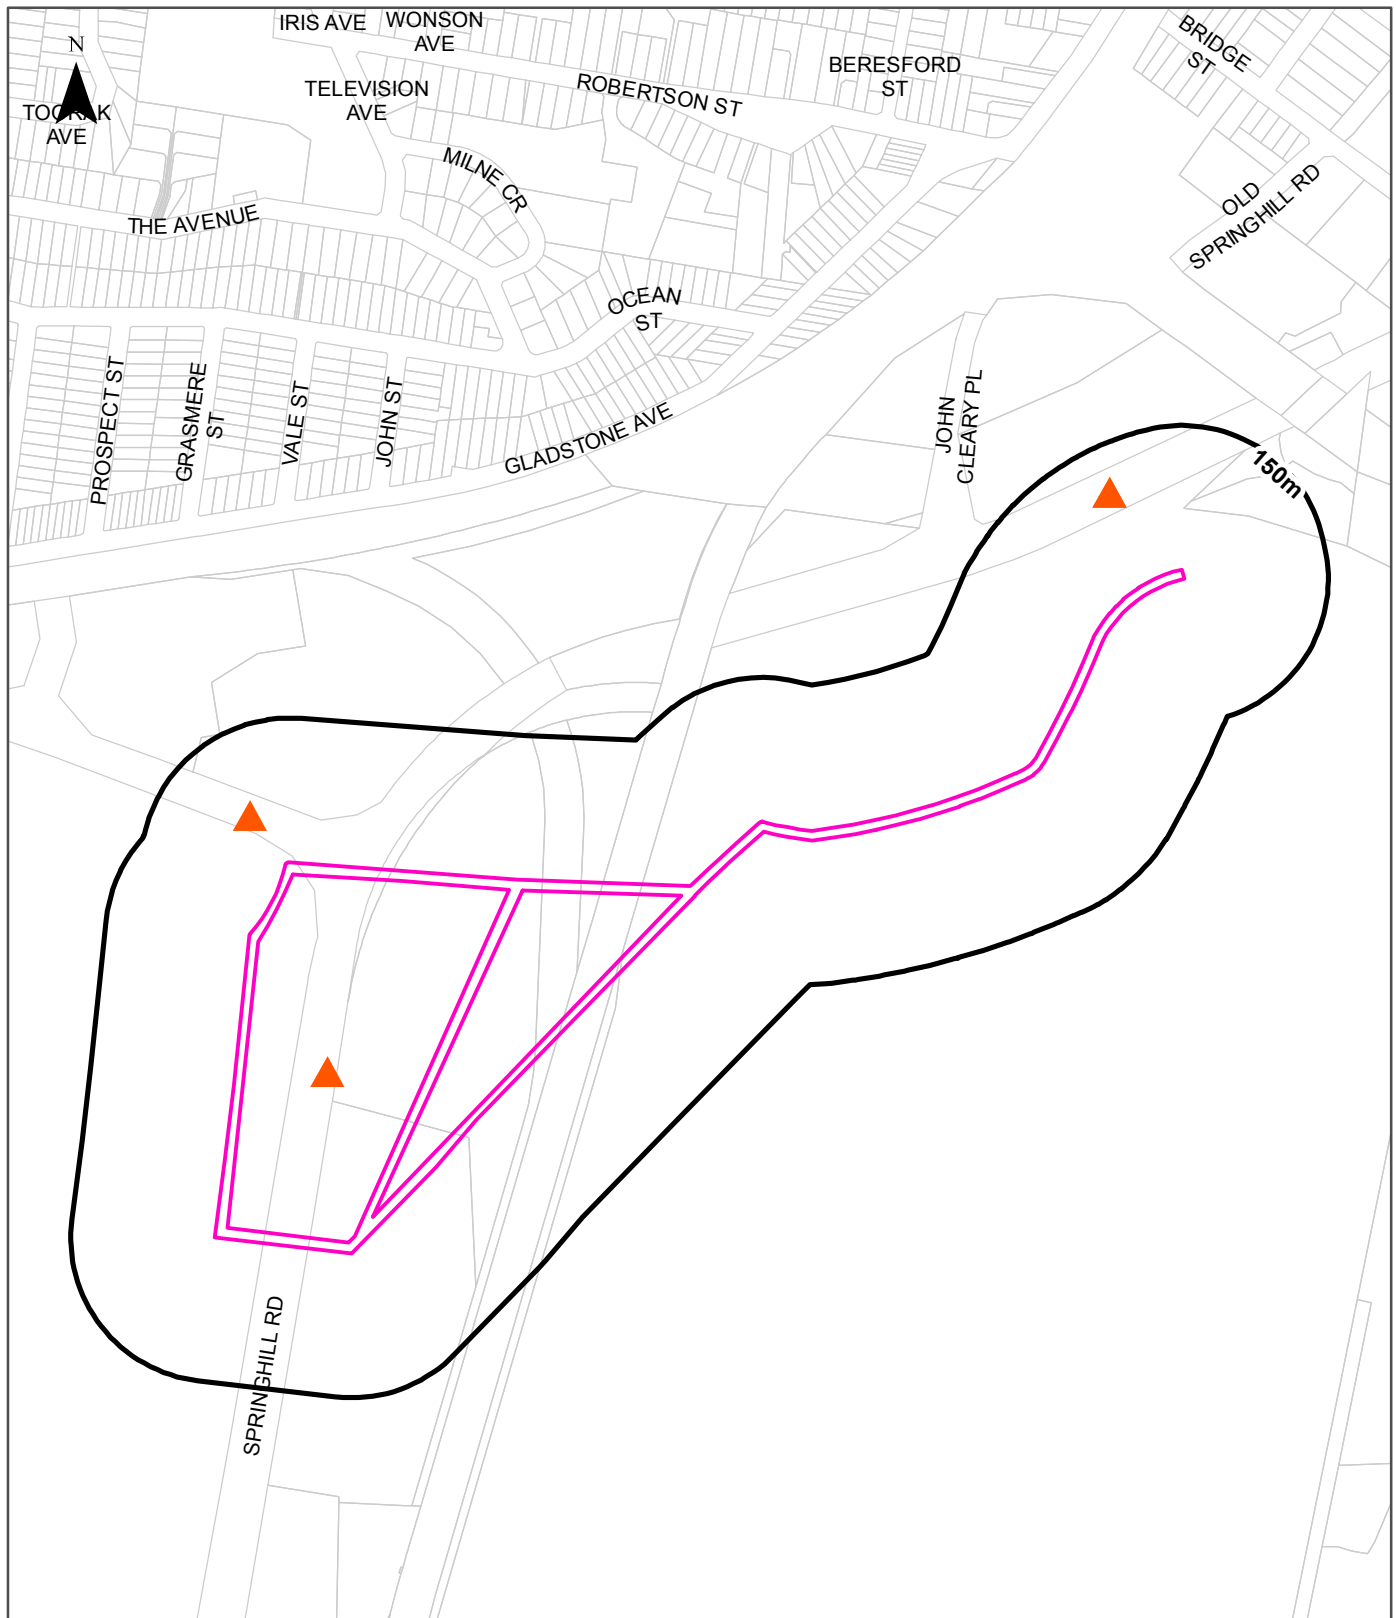 IRIS AVE
WONSON
AVE
N
TOORAK
AVE
TELEVISION
AVE
ROBERTSON ST
BERESFORD
ST
BRIDGE
ST
MILNE CR
THE AVENUE
OLD
SPRINGHILL RD
OCEAN
ST
PROSPECT ST
GRASMERE
ST
VALE ST
JOHN ST
GLADSTONE AVE
JOHN
CLEARY PL
150m
SPRINGHILL RD